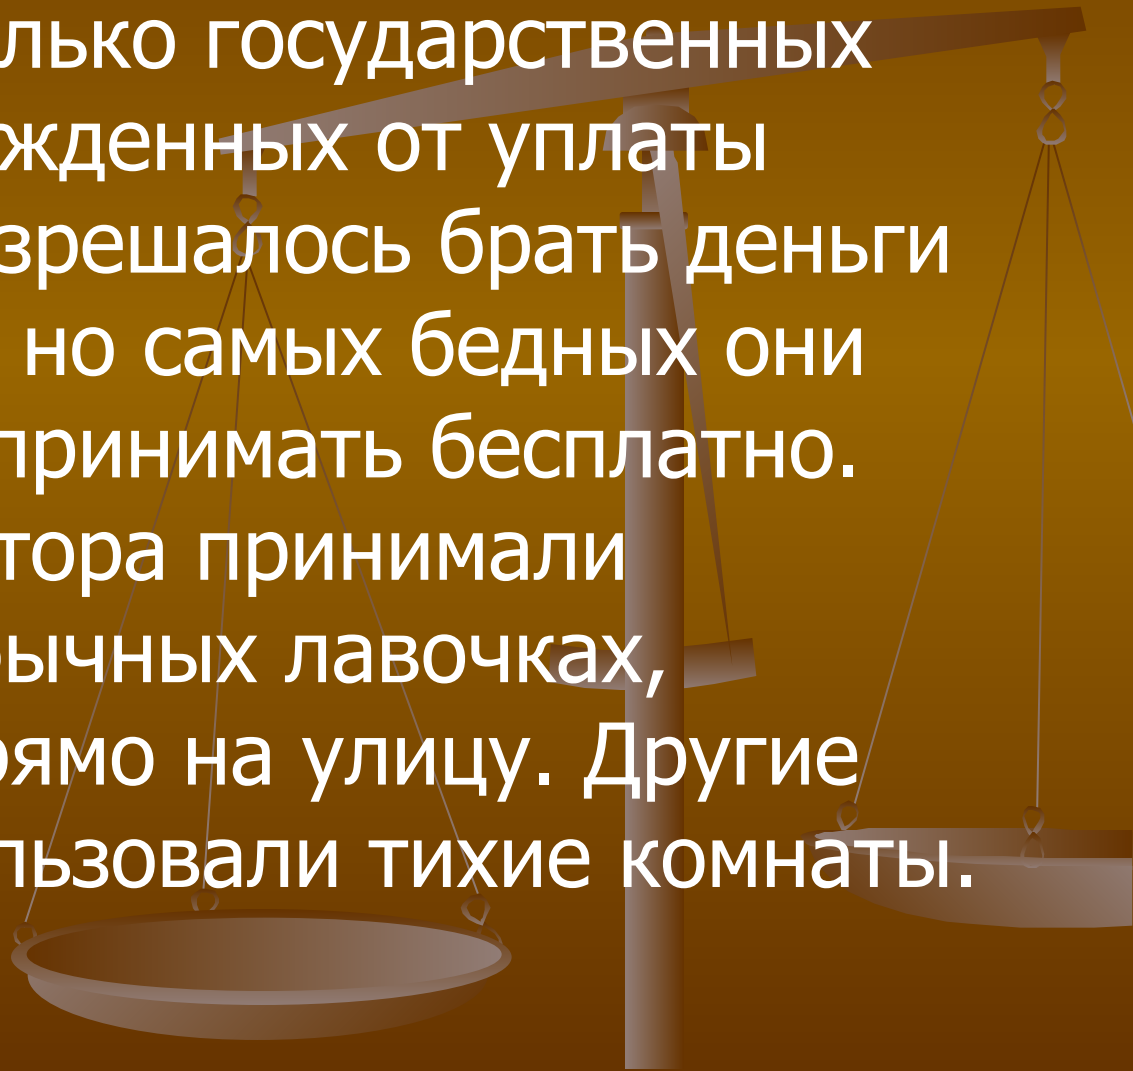 лько государственных
жденных от уплаты
зрешалось брать деньги
но самых бедных они
принимать бесплатно.
тора принимали
бычных лавочках,
рямо на улицу. Другие
льзовали тихие комнаты.